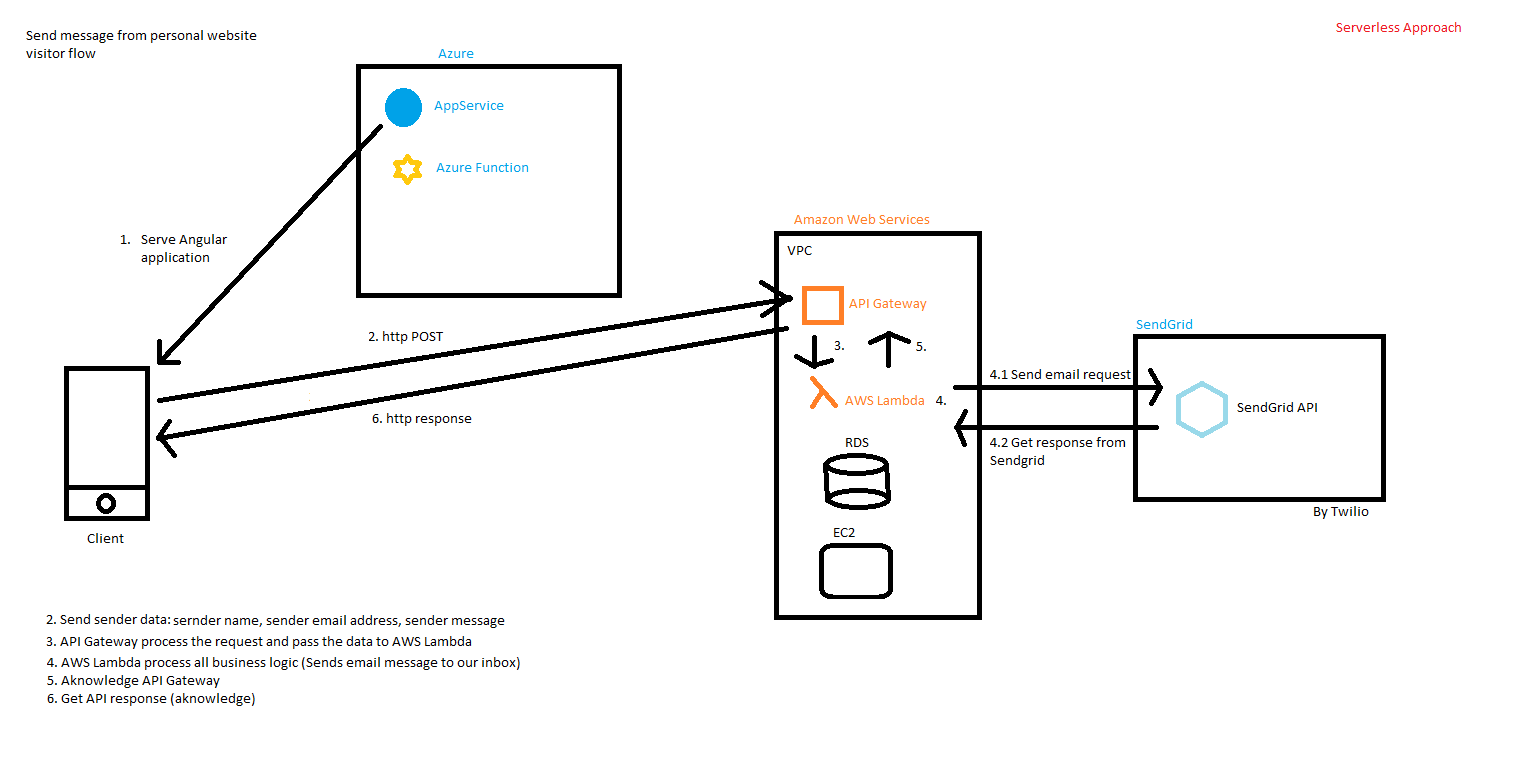 Send message from personal website
visitor flow
Serverless Approach
Azure
AppService
Azure Function
1. Serve Angular
application
Amazon Web Services
VPC
API Gateway
2. http POST
3.
5.
SendGrid
4.1 Send email request
AWS Lambda 4.
SendGrid API
6. http response
4.2 Get response from
Sendgrid
RDS
By Twilio
EC2
Client
2. Send sender data: sernder name, sender email address, sender message
3. API Gateway process the request and pass the data to AWS Lambda
4. AWS Lambda process all business logic (Sends email message to our inbox)
5. Aknowledge API Gateway
6. Get API response (aknowledge)